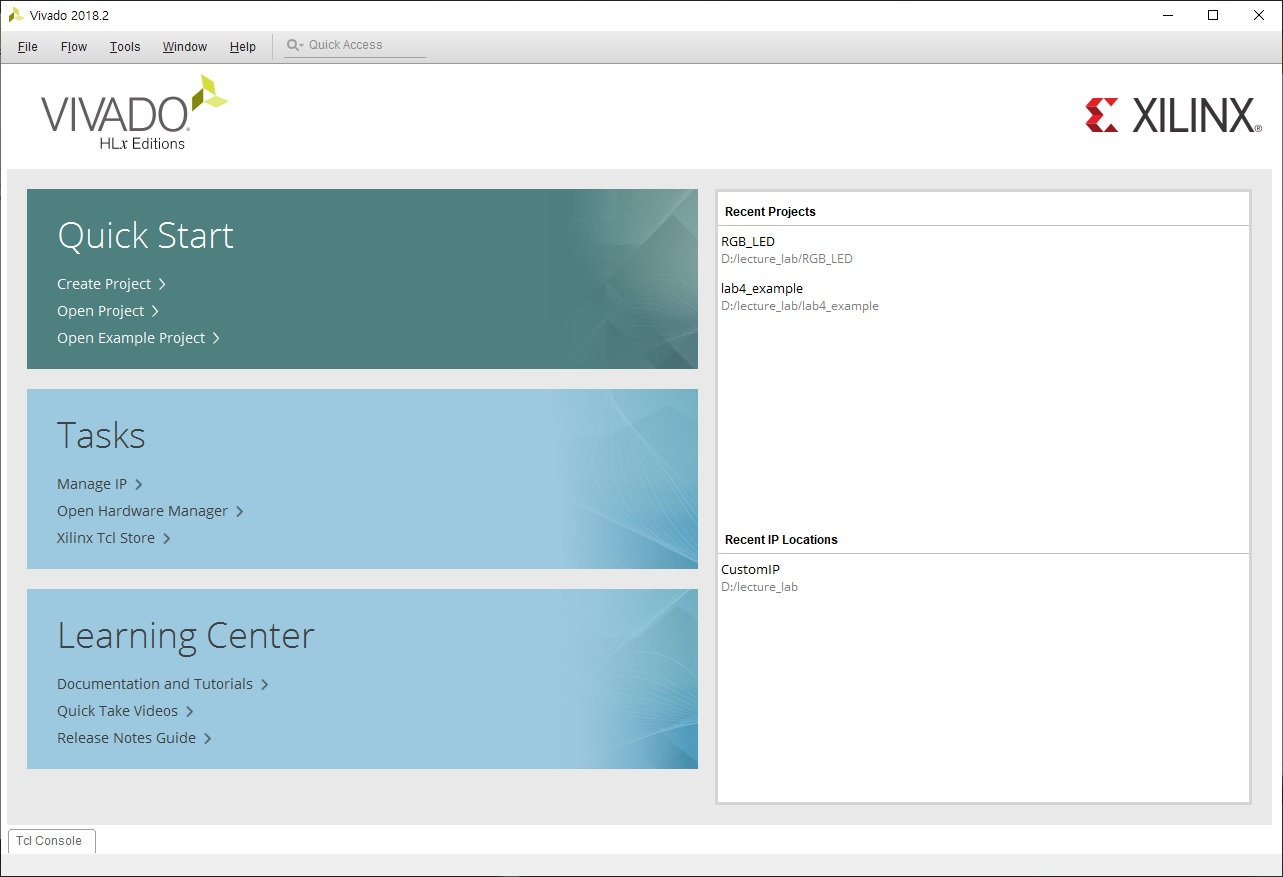 Vivado 2018.2
File Flow Tools Window Help Quick Access
VIVADO.
HLx Editions
XILINX®
Quick Start
Create Project
Open Project
Open Example Project
Tasks
Manage IP
Open Hardware Manager
Xilinx Tcl Store
Learning Center
Documentation and Tutorials
Quick Take Videos
Release Notes Guide
Recent Projects
RGB_LED
D:/lecture_lab/RGB_LED
lab4_example
D:/lecture_lab/lab4_example
Recent IP Locations
CustomIP
D:/lecture_lab
Tcl Console